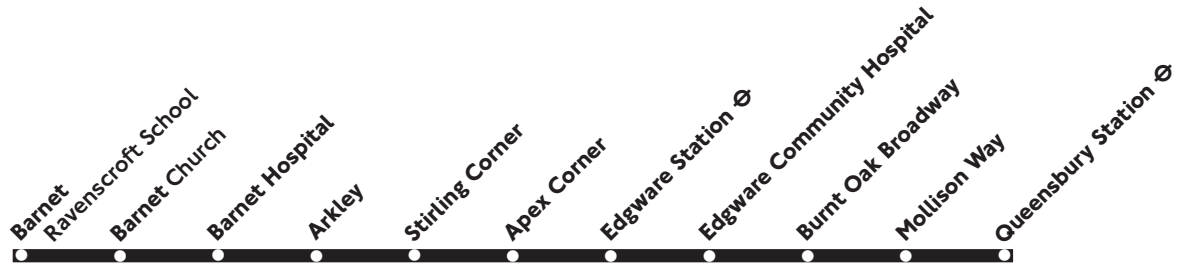 Barnet
Ravenscroft School
Barnet Church
Barnet Hospital
Arkley
Stirling Corner
Apex Corner
Edgware Station
Edgware Community Hospital
Burnt Oak Broadway
Mollison Way
Queensbury Station